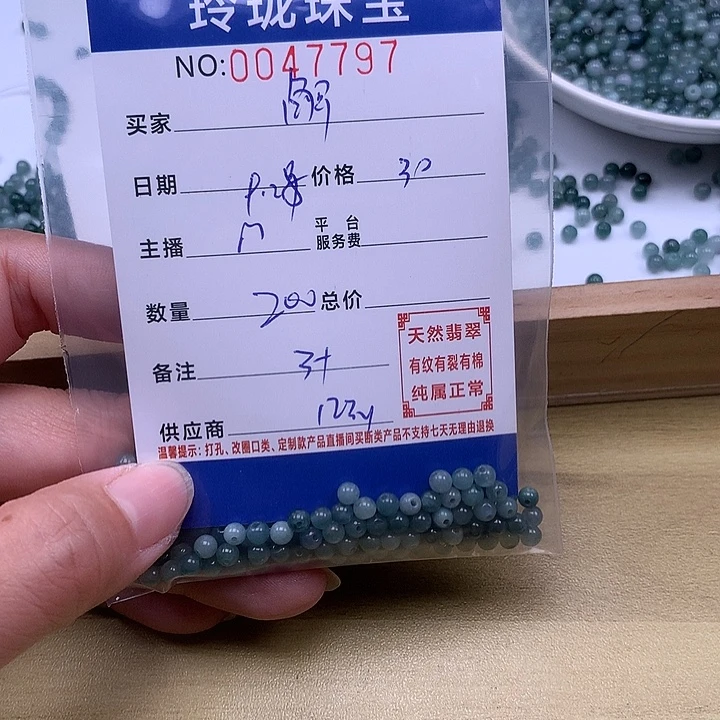 玲珑珠宝
NO:0047797
买家
日期 价格 30
主播 平台服务费
数量 200 总价
备注 3+
供应商
天然翡翠
有纹有裂有棉
纯属正常
温馨提示：打孔、改圈口类、定制款产品直播间买断类产品不支持七天无理由退换